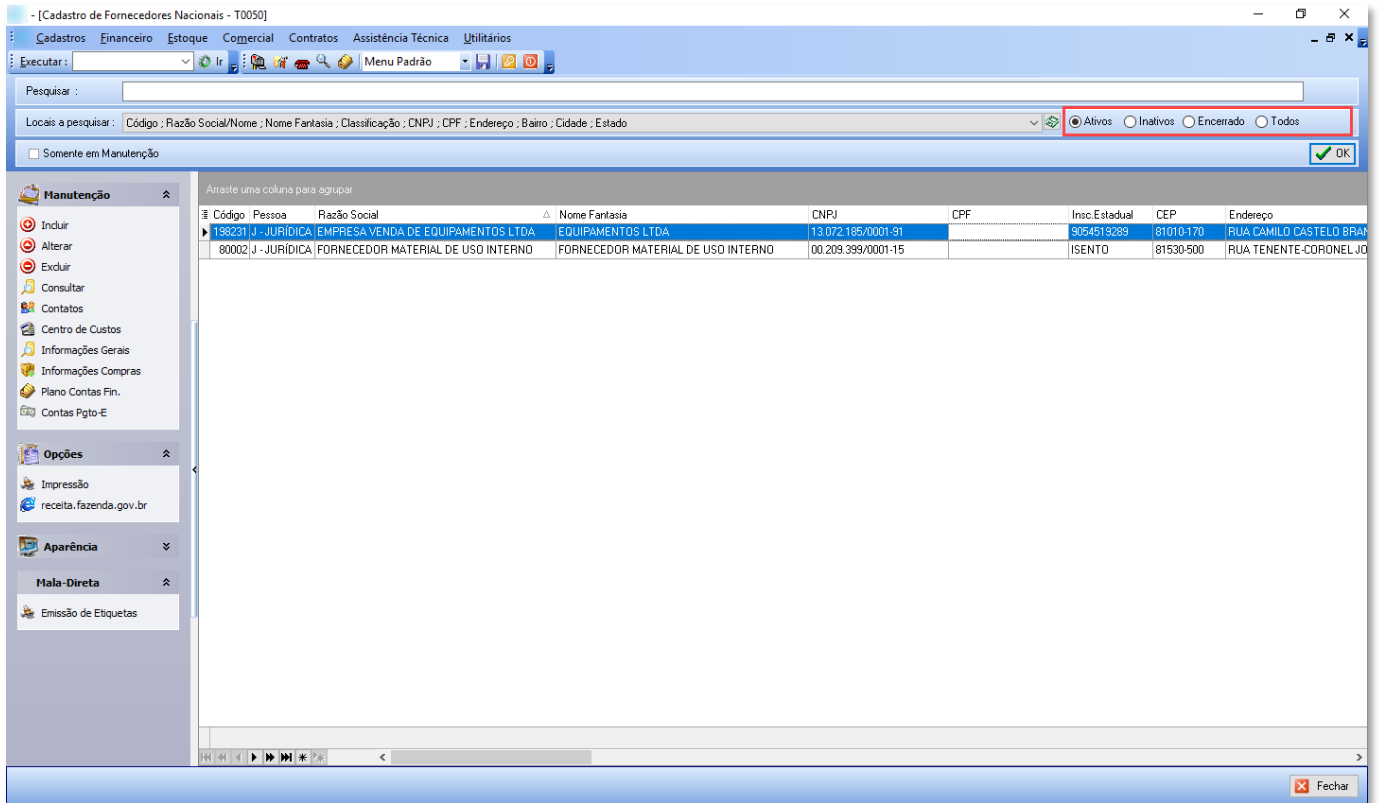 - [Cadastro de Fornecedores Nacionais - T0050]
Cadastros Einanceiro Estoque Comercial Contratos Assistência Técnica Utilitários
Executar : Ir Menu Padrão
Pesquisar :
Locais a pesquisar : Código ; Razão Social/Nome ; Nome Fantasia ; Classificação ; CNPJ ; CPF ; Endereço ; Bairro ; Cidade ; Estado Ativos Inativos Encerrado Todos
Somente em Manutenção OK
Manutenção
Incluir
Alterar
Excluir
Consultar
Contatos
Centro de Custos
Informações Gerais
Informações Compras
Plano Contas Fin.
Contas Pgto-E
Opções
Impressão
receita.fazenda.gov.br
Aparência
Mala-Direta
Emissão de Etiquetas
Arraste uma coluna para agrupar
Código Pessoa Razão Social Nome Fantasia CNPJ CPF Insc.Estadual CEP Endereço
198231 J - JURÍDICA EMPRESA VENDA DE EQUIPAMENTOS LTDA EQUIPAMENTOS LTDA 13.072.185/0001-91 9054519289 81010-170 RUA CAMILO CASTELO BRAN
80002 J - JURÍDICA FORNECEDOR MATERIAL DE USO INTERNO FORNECEDOR MATERIAL DE USO INTERNO 00.209.399/0001-15 ISENTO 81530-500 RUA TENENTE-CORONEL JO
Fechar